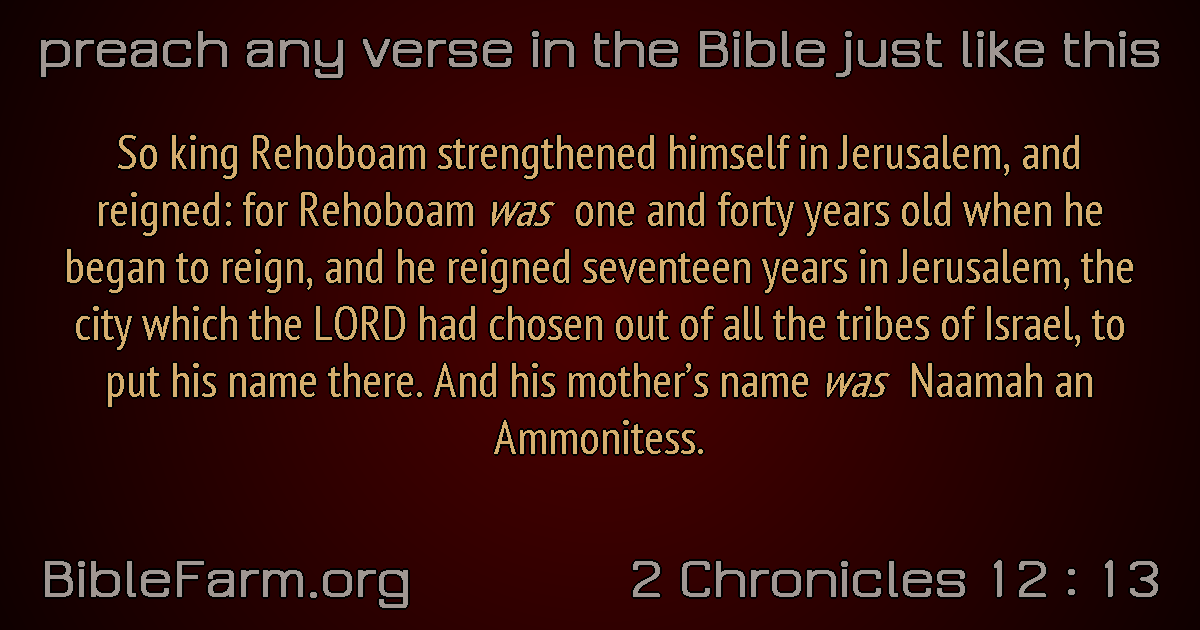 preach any verse in the Bible just like this
So king Rehoboam strengthened himself in Jerusalem, and
reigned: for Rehoboam was one and forty years old when he
began to reign, and he reigned seventeen years in Jerusalem, the
city which the LORD had chosen out of all the tribes of Israel, to
put his name there. And his mother’s name was Naamah an
Ammonitess.
BibleFarm.org
2 Chronicles 12 : 13